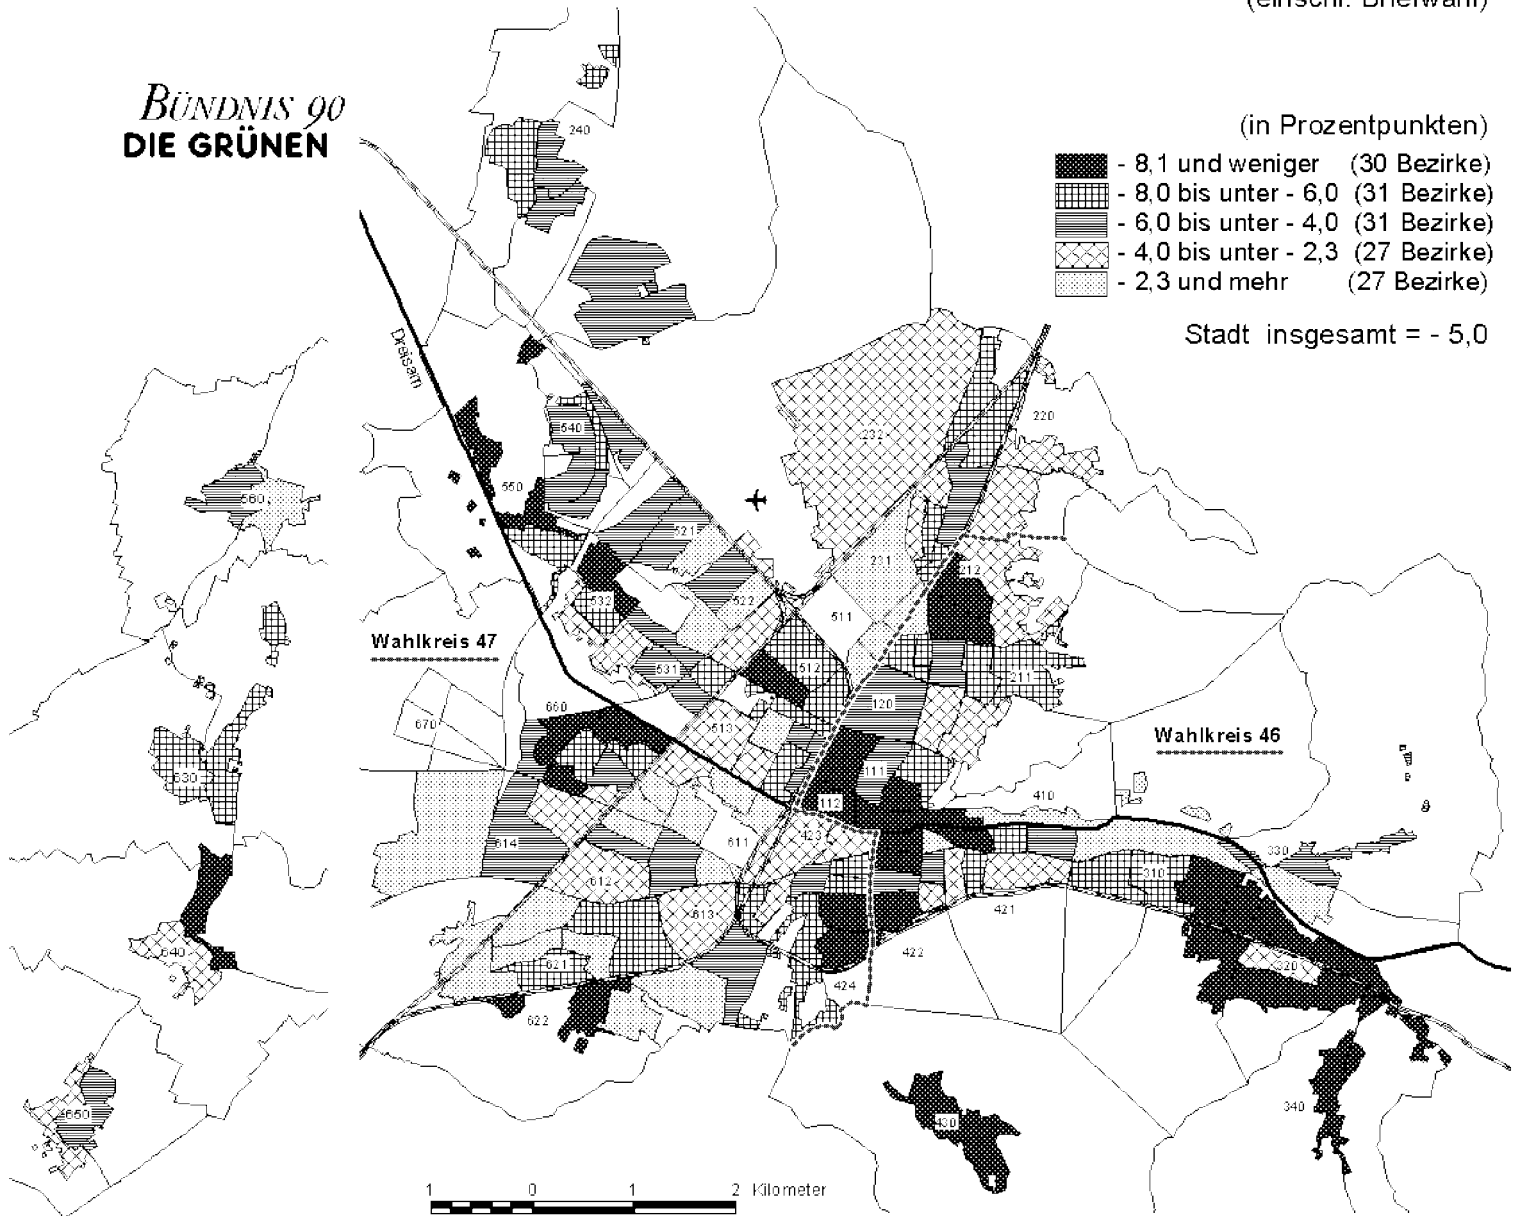 (einschl. Briefwahl)
BÜNDNIS 90
DIE GRÜNEN
(in Prozentpunkten)
- 8,1 und weniger (30 Bezirke)
- 8,0 bis unter - 6,0 (31 Bezirke)
- 6,0 bis unter - 4,0 (31 Bezirke)
- 4,0 bis unter - 2,3 (27 Bezirke)
- 2,3 und mehr (27 Bezirke)
Stadt insgesamt = - 5,0
240
Dreisam
220
540
232
550
560
521
231
212
532
522
511
Wahlkreis 47
531
512
211
660
120
670
513
Wahlkreis 46
630
111
112
410
614
611
423
330
612
310
613
421
640
621
422
320
424
622
650
430
340
1 0 1 2 Kilometer